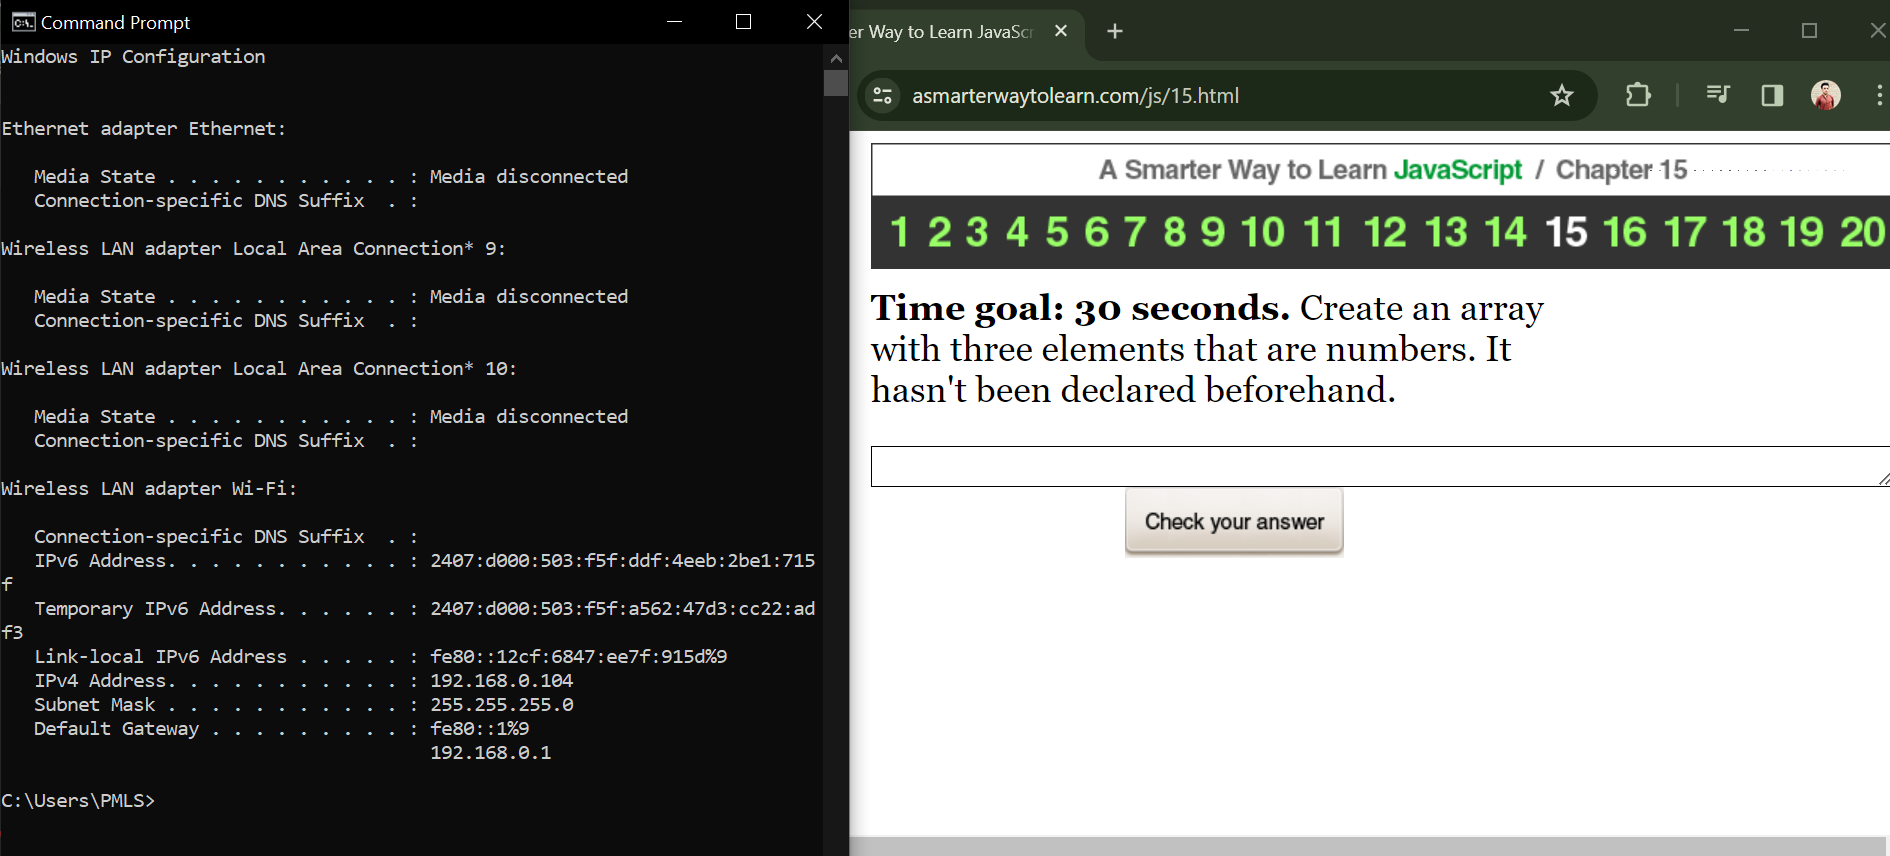 Command Prompt
Windows IP Configuration
Ethernet adapter Ethernet:
Media State . . . . . . . . . . . : Media disconnected
Connection-specific DNS Suffix  . :
Wireless LAN adapter Local Area Connection* 9:
Media State . . . . . . . . . . . : Media disconnected
Connection-specific DNS Suffix  . :
Wireless LAN adapter Local Area Connection* 10:
Media State . . . . . . . . . . . : Media disconnected
Connection-specific DNS Suffix  . :
Wireless LAN adapter Wi-Fi:
Connection-specific DNS Suffix  . :
IPv6 Address. . . . . . . . . . . : 2407:d000:503:f5f:ddf:4eeb:2be1:715
f
Temporary IPv6 Address. . . . . . : 2407:d000:503:f5f:a562:47d3:cc22:ad
f3
Link-local IPv6 Address . . . . . : fe80::12cf:6847:ee7f:915d%9
IPv4 Address. . . . . . . . . . . : 192.168.0.104
Subnet Mask . . . . . . . . . . . : 255.255.255.0
Default Gateway . . . . . . . . . : fe80::1%9
192.168.0.1
C:\Users\PMLS>
er Way to Learn JavaScr
asmarterwaytolearn.com/js/15.html
A Smarter Way to Learn JavaScript / Chapter 15
1 2 3 4 5 6 7 8 9 10 11 12 13 14 15 16 17 18 19 20
Time goal: 30 seconds. Create an array
with three elements that are numbers. It
hasn't been declared beforehand.
Check your answer